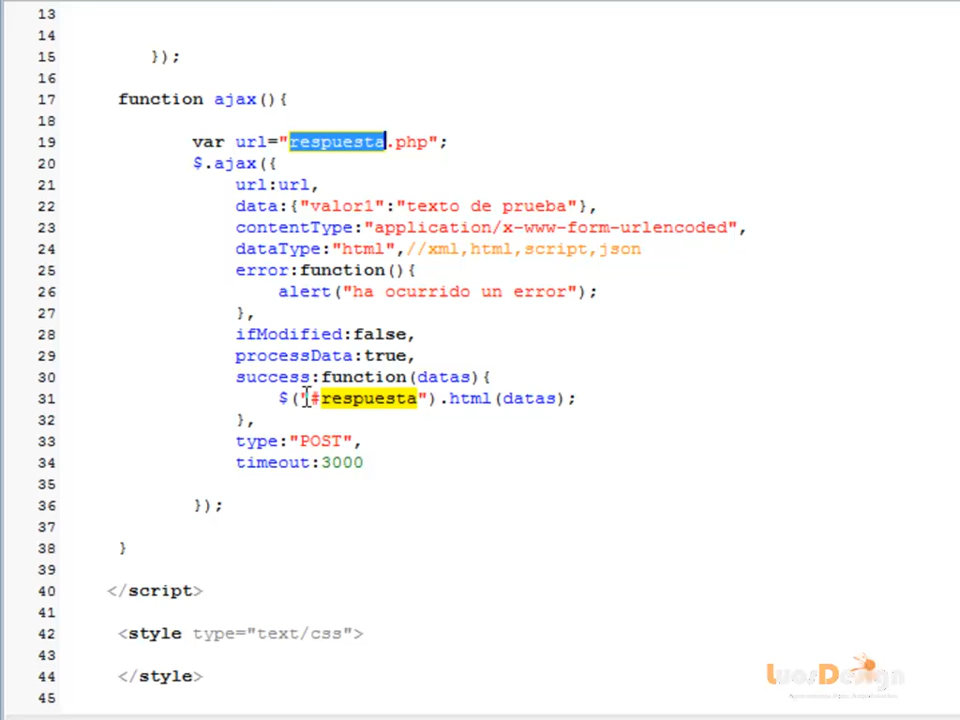 13
14
15 });
16
17 function ajax(){
18
19 var url="respuesta.php";
20 $.ajax({
21 url:url,
22 data:{"valor1":"texto de prueba"},
23 contentType:"application/x-www-form-urlencoded",
24 dataType:"html",//xml,html,script,json
25 error:function(){
26 alert("ha ocurrido un error");
27 },
28 ifModified:false,
29 processData:true,
30 success:function(datas){
31 $("#respuesta").html(datas);
32 },
33 type:"POST",
34 timeout:3000
35
36 });
37
38 }
39
40 </script>
41
42 <style type="text/css">
43
44 </style>
45
LuosDesign